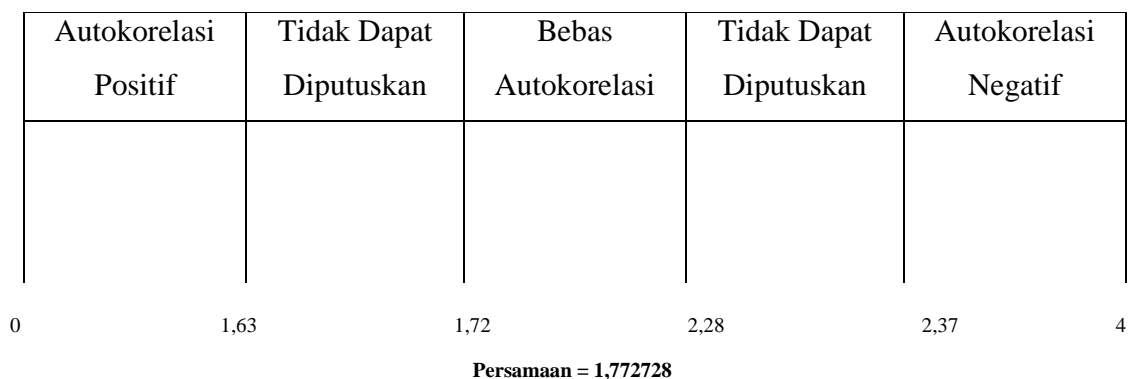 Autokorelasi Tidak Dapat Bebas Tidak Dapat Autokorelasi
Positif Diputuskan Autokorelasi Diputuskan Negatif
0 1,63 1,72 2,28 2,37 4
Persamaan = 1,772728